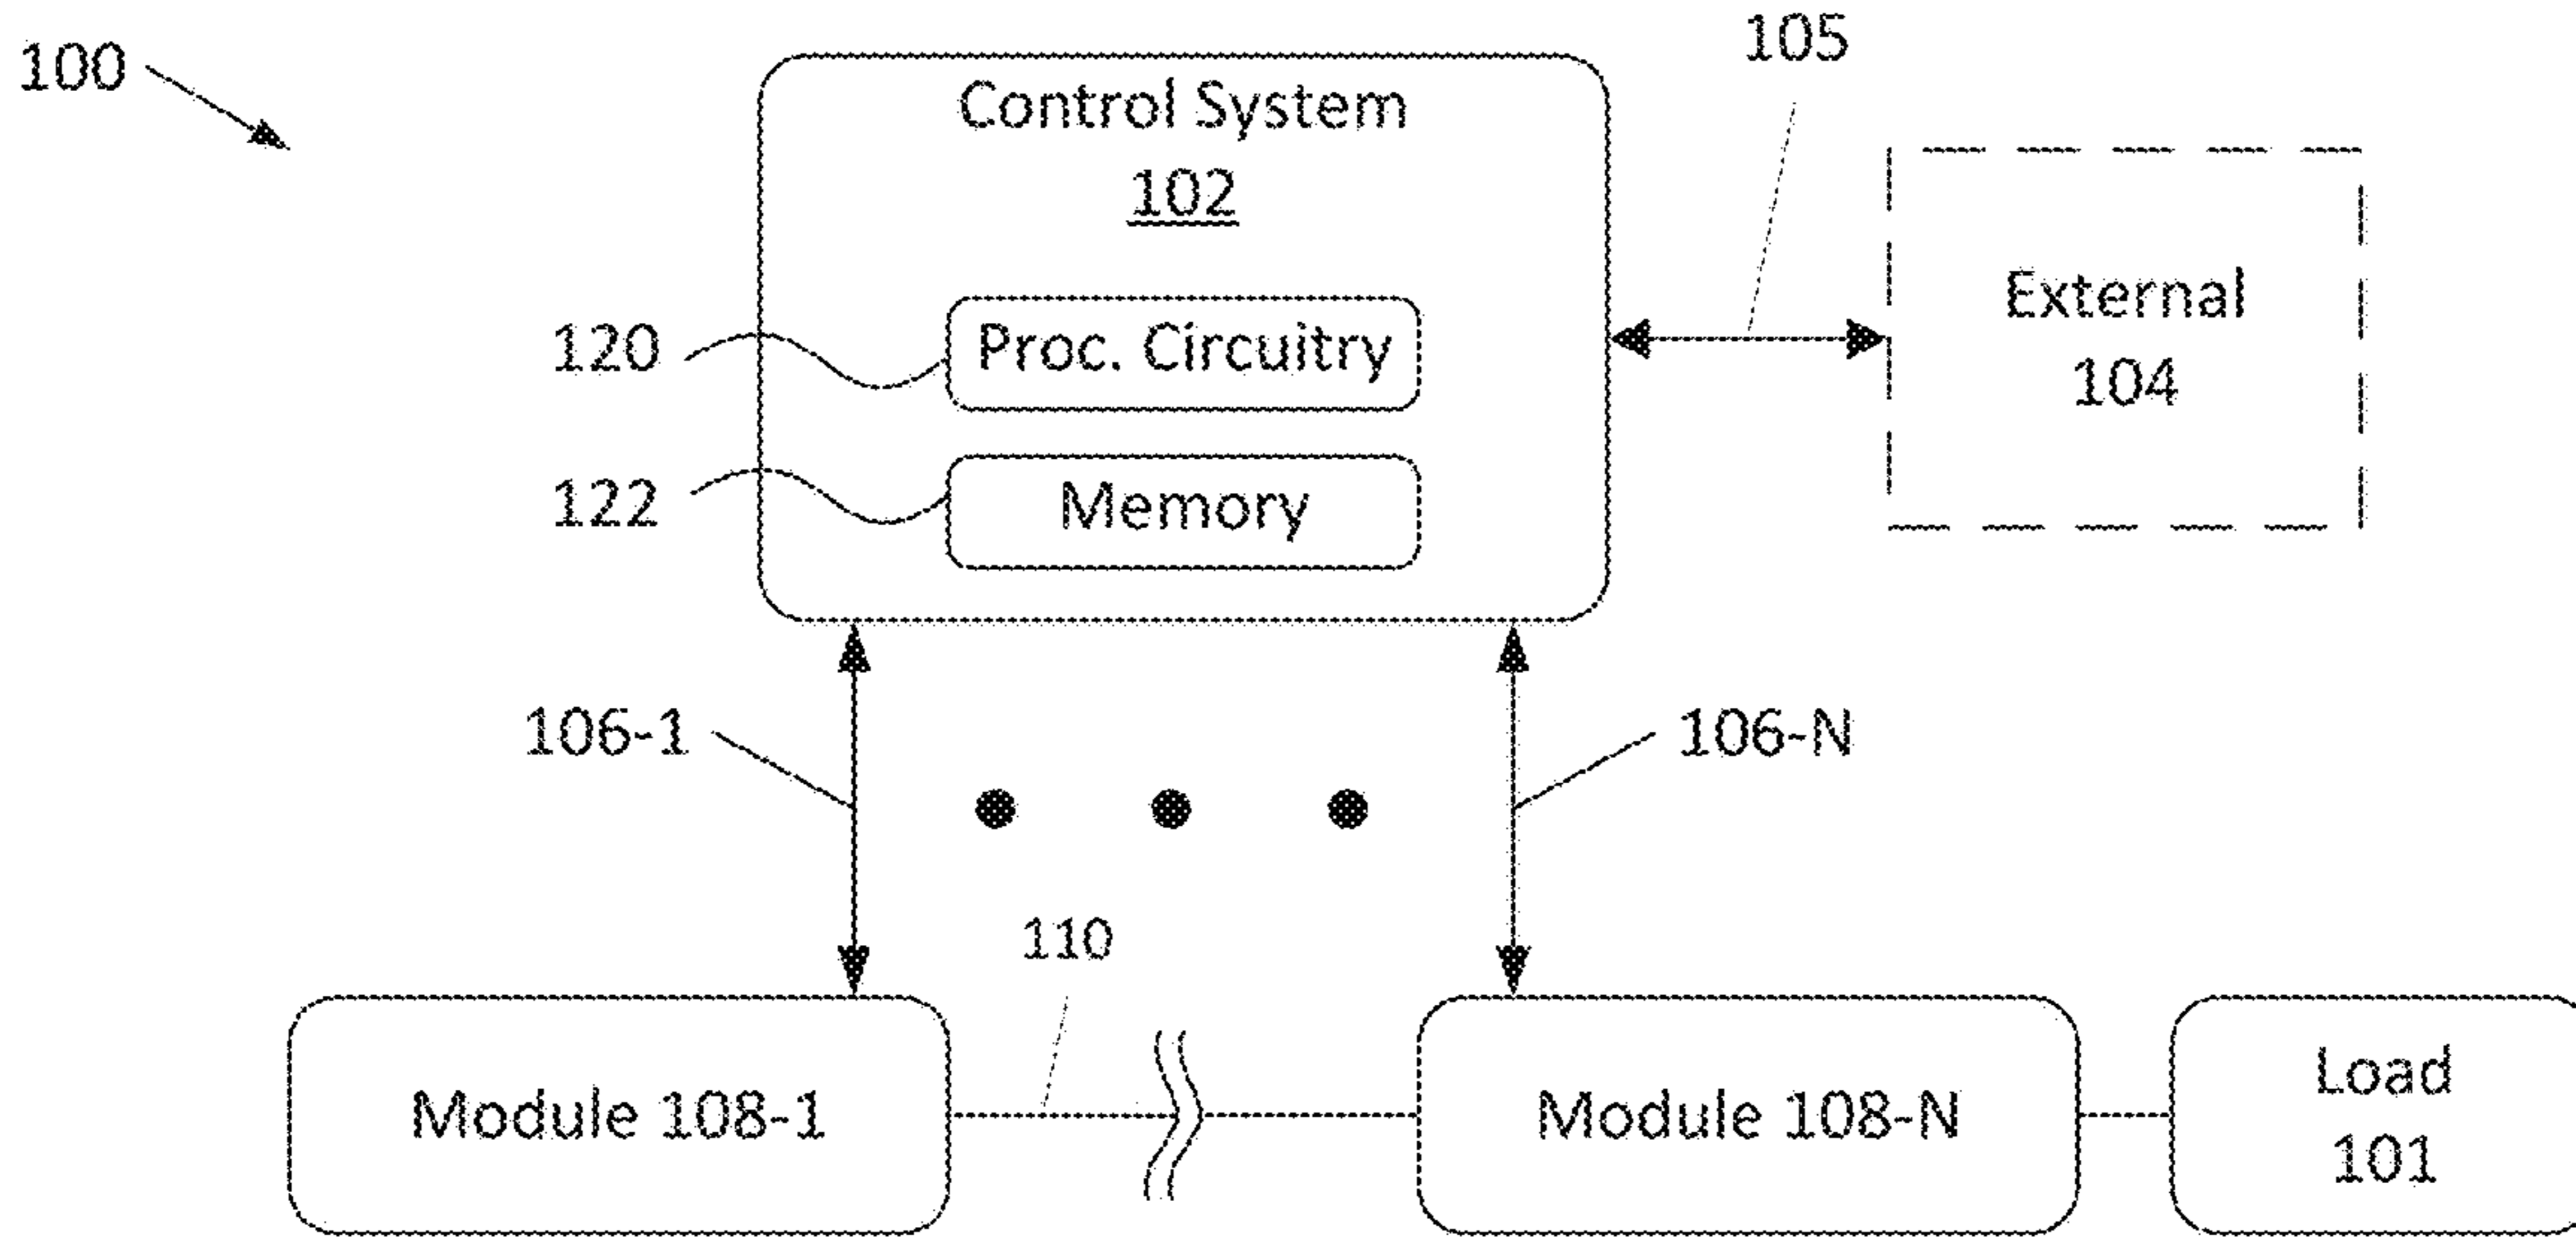 100
105
Control System
102
External
104
120
Proc. Circuitry
122
Memory
106-1
106-N
110
Module 108-1
Module 108-N
Load
101